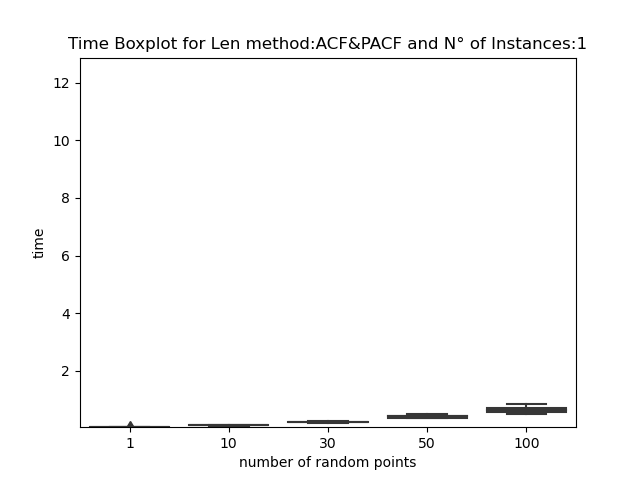 Time Boxplot for Len method:ACF&PACF and N° of Instances:1
12
10
8
6
4
2
time
1 10 30 50 100
number of random points